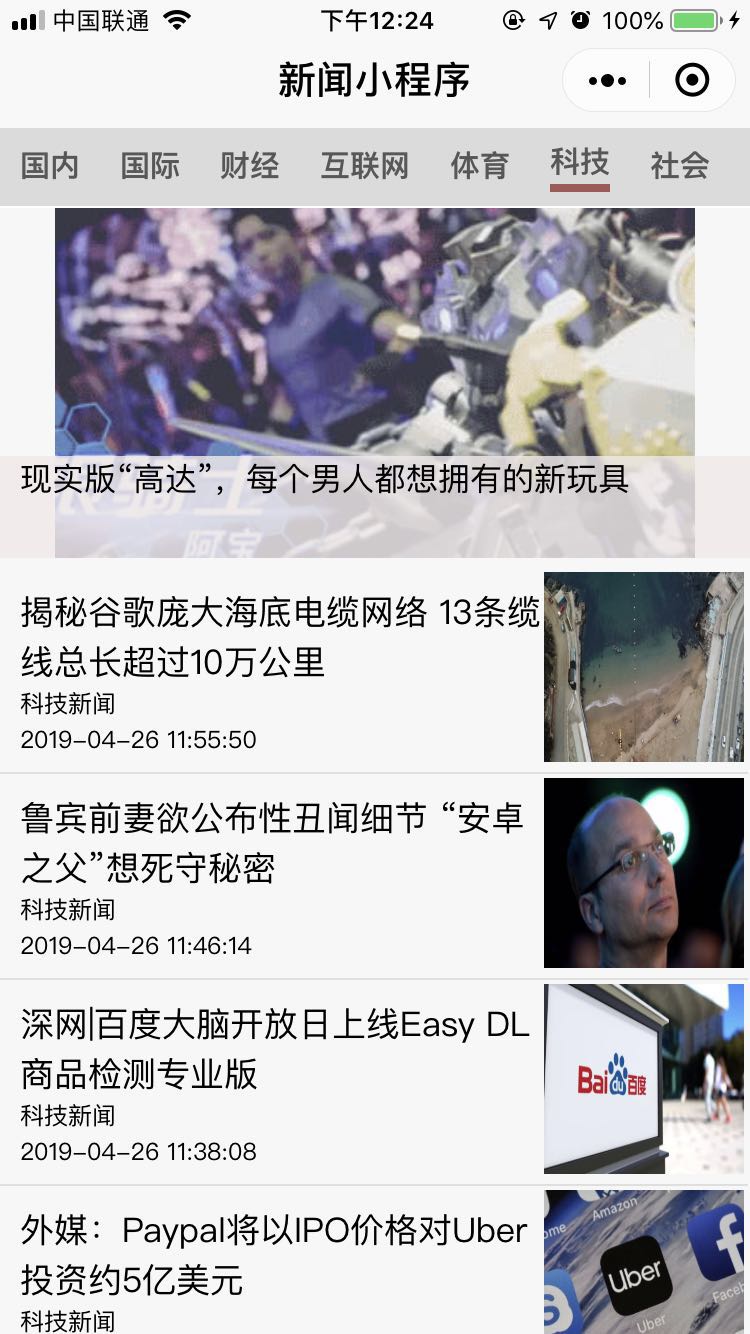 中国联通 下午12:24 100%
新闻小程序
国内 国际 财经 互联网 体育 科技 社会
现实版“高达”，每个男人都想拥有的新玩具
阿宝
揭秘谷歌庞大海底电缆网络 13条缆
线总长超过10万公里
科技新闻
2019-04-26 11:55:50
鲁宾前妻欲公布性丑闻细节 “安卓
之父”想死守秘密
科技新闻
2019-04-26 11:46:14
深网|百度大脑开放日上线Easy DL
商品检测专业版
科技新闻
2019-04-26 11:38:08
Bai du 百度
外媒：Paypal将以IPO价格对Uber
投资约5亿美元
科技新闻
Amazon
Uber
Uber